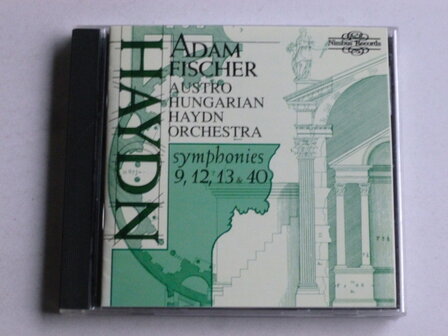 HAYDN
ADAM
FISCHER
AUSTRO
HUNGARIAN
HAYDN
ORCHESTRA
symphonies
9, 12, 13 & 40
Nimbus Records